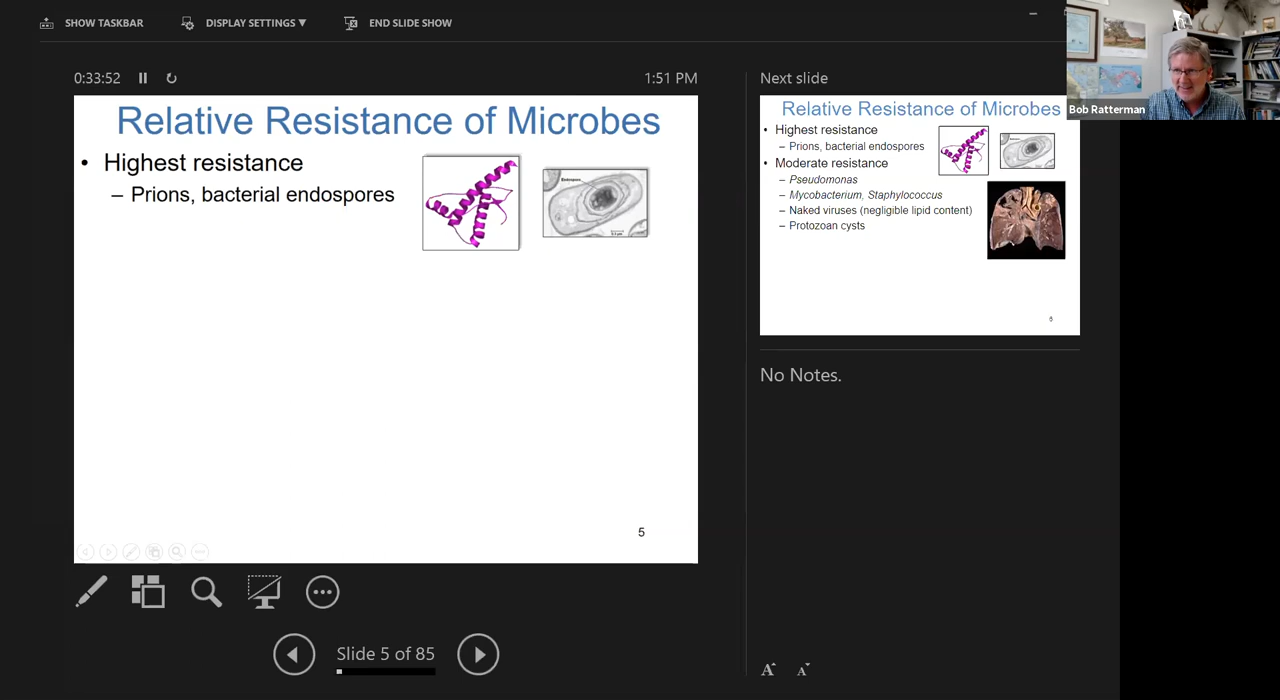 SHOW TASKBAR
DISPLAY SETTINGS ▼
END SLIDE SHOW
0:33:52
1:51 PM
Relative Resistance of Microbes
• Highest resistance
– Prions, bacterial endospores
Endospore
5
Slide 5 of 85
Next slide
Relative Resistance of Microbes
• Highest resistance
– Prions, bacterial endospores
• Moderate resistance
– Pseudomonas
– Mycobacterium, Staphylococcus
– Naked viruses (negligible lipid content)
– Protozoan cysts
No Notes.
A A
Bob Ratterman